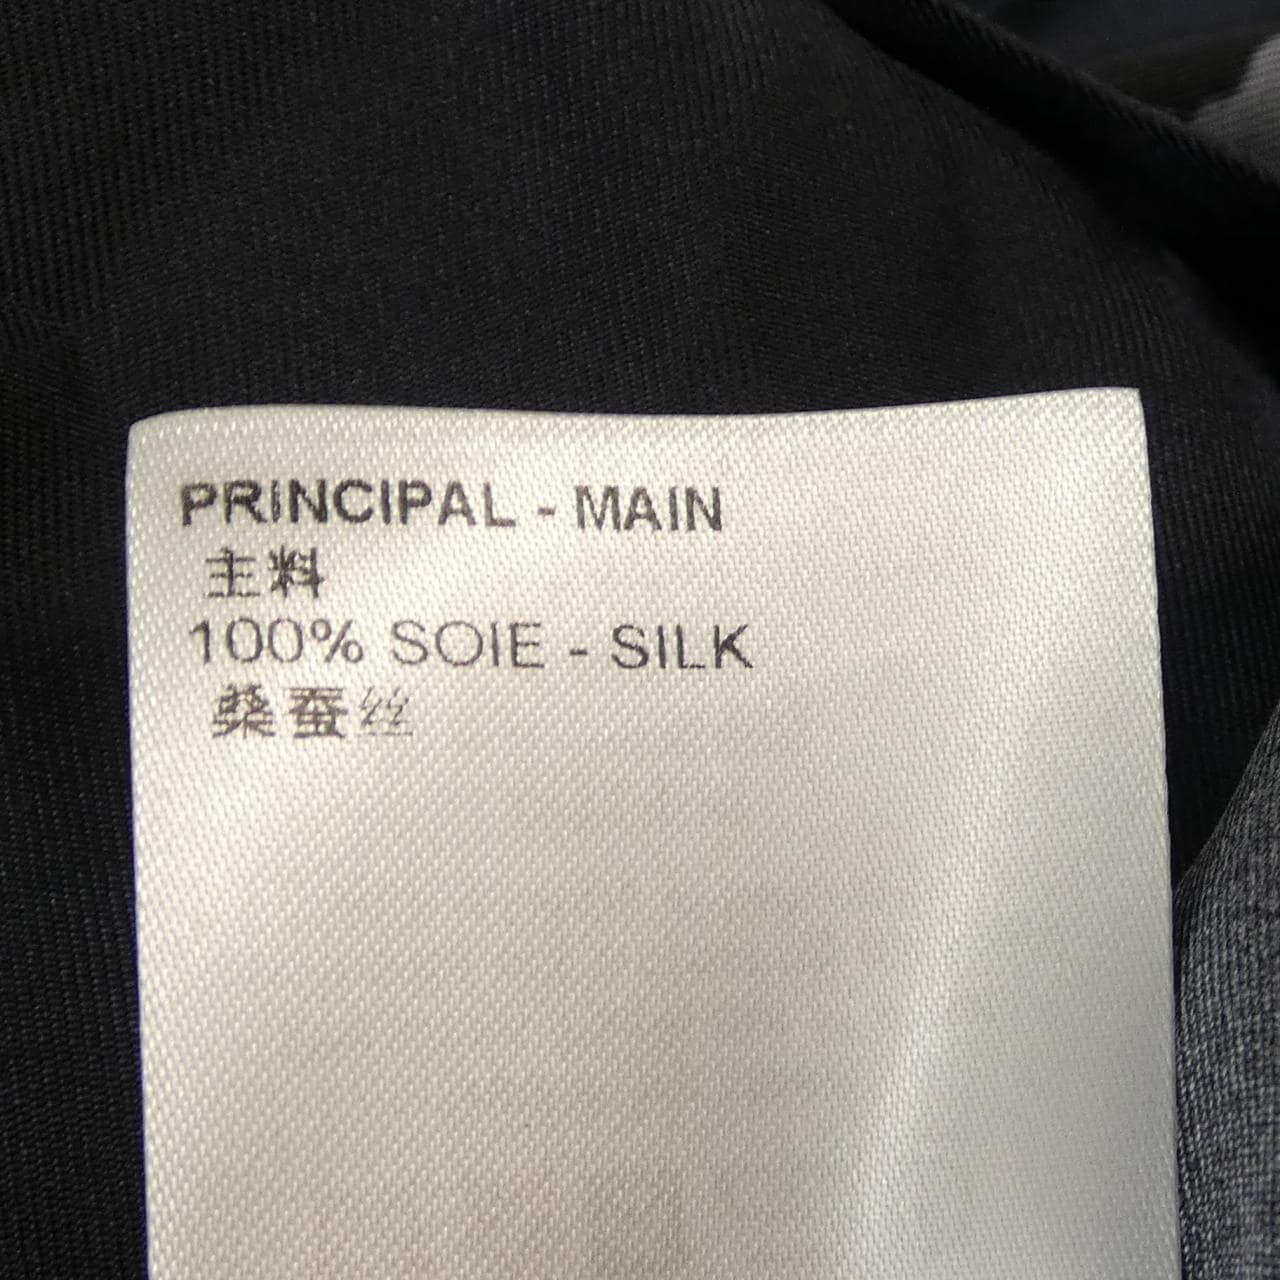 PRINCIPAL - MAIN
主料
100% SOIE - SILK
桑蚕丝